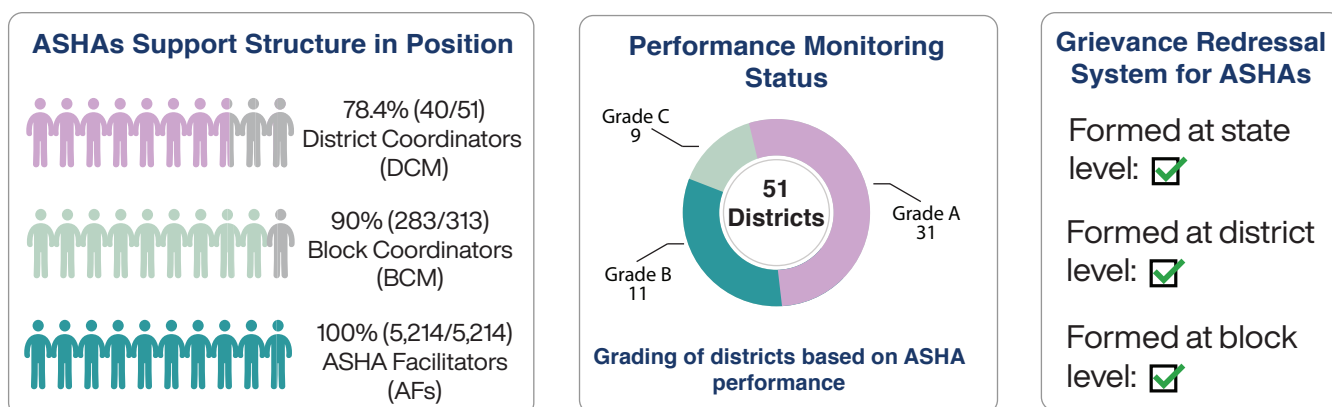 ASHAs Support Structure in Position
78.4% (40/51)
District Coordinators
(DCM)
90% (283/313)
Block Coordinators
(BCM)
100% (5,214/5,214)
ASHA Facilitators
(AFs)
Performance Monitoring
Status
Grade C
9
51
Districts
Grade A
31
Grade B
11
Grading of districts based on ASHA
performance
Grievance Redressal
System for ASHAs
Formed at state
level:
Formed at district
level:
Formed at block
level: